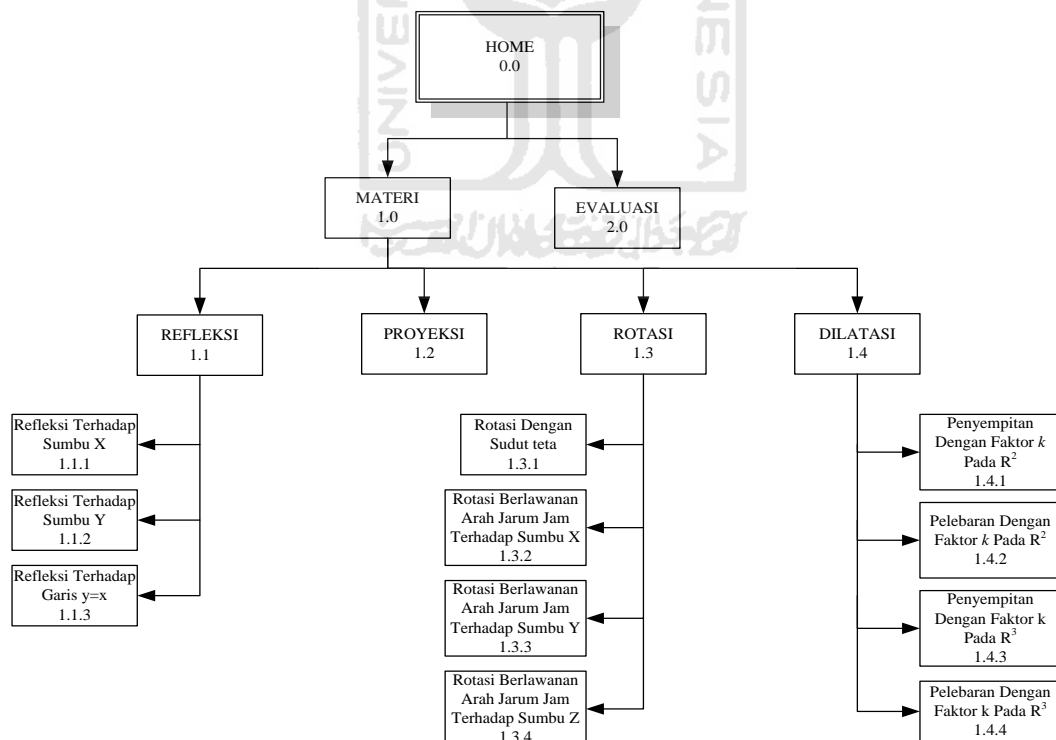 HOME
0.0
MATERI
1.0
EVALUASI
2.0
REFLEKSI
1.1
PROYEKSI
1.2
ROTASI
1.3
DILATASI
1.4
Refleksi Terhadap
Sumbu X
1.1.1
Refleksi Terhadap
Sumbu Y
1.1.2
Refleksi Terhadap
Garis y=x
1.1.3
Rotasi Dengan
Sudut teta
1.3.1
Rotasi Berlawanan
Arah Jarum Jam
Terhadap Sumbu X
1.3.2
Rotasi Berlawanan
Arah Jarum Jam
Terhadap Sumbu Y
1.3.3
Rotasi Berlawanan
Arah Jarum Jam
Terhadap Sumbu Z
1.3.4
Penyempitan
Dengan Faktor k
Pada R²
1.4.1
Pelebaran Dengan
Faktor k Pada R²
1.4.2
Penyempitan
Dengan Faktor k
Pada R³
1.4.3
Pelebaran Dengan
Faktor k Pada R³
1.4.4